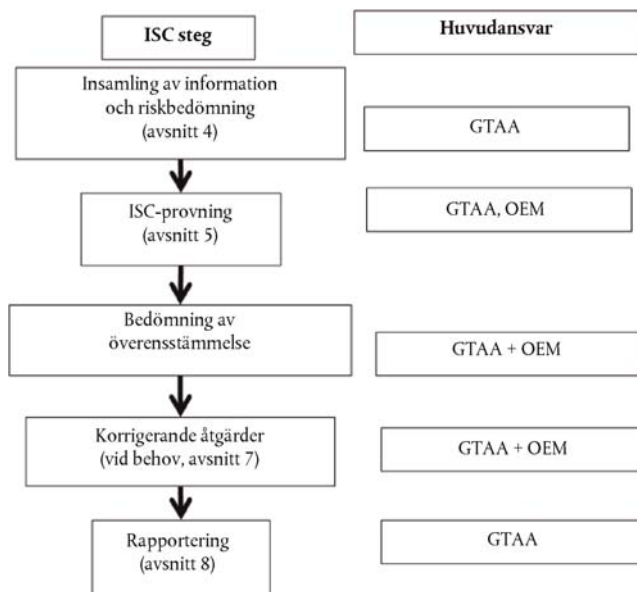 ISC steg
Huvudansvar
Insamling av information
och riskbedömning
(avsnitt 4)
GTAA
ISC-provning
(avsnitt 5)
GTAA, OEM
Bedömning av
överensstämmelse
GTAA + OEM
Korrigerande åtgärder
(vid behov, avsnitt 7)
GTAA + OEM
Rapportering
(avsnitt 8)
GTAA